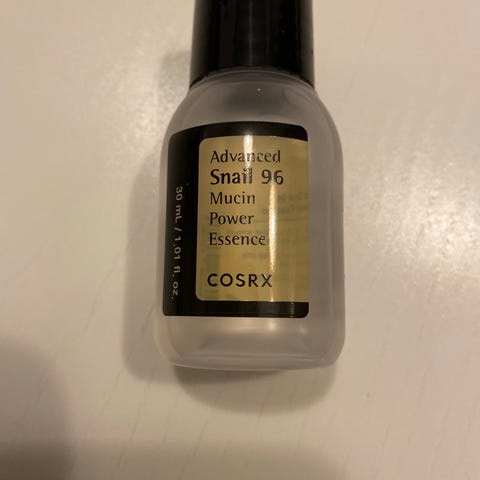 Advanced
Snail 96
Mucin
Power
Essence
COSRX
30 mL / 1.01 fl. oz.